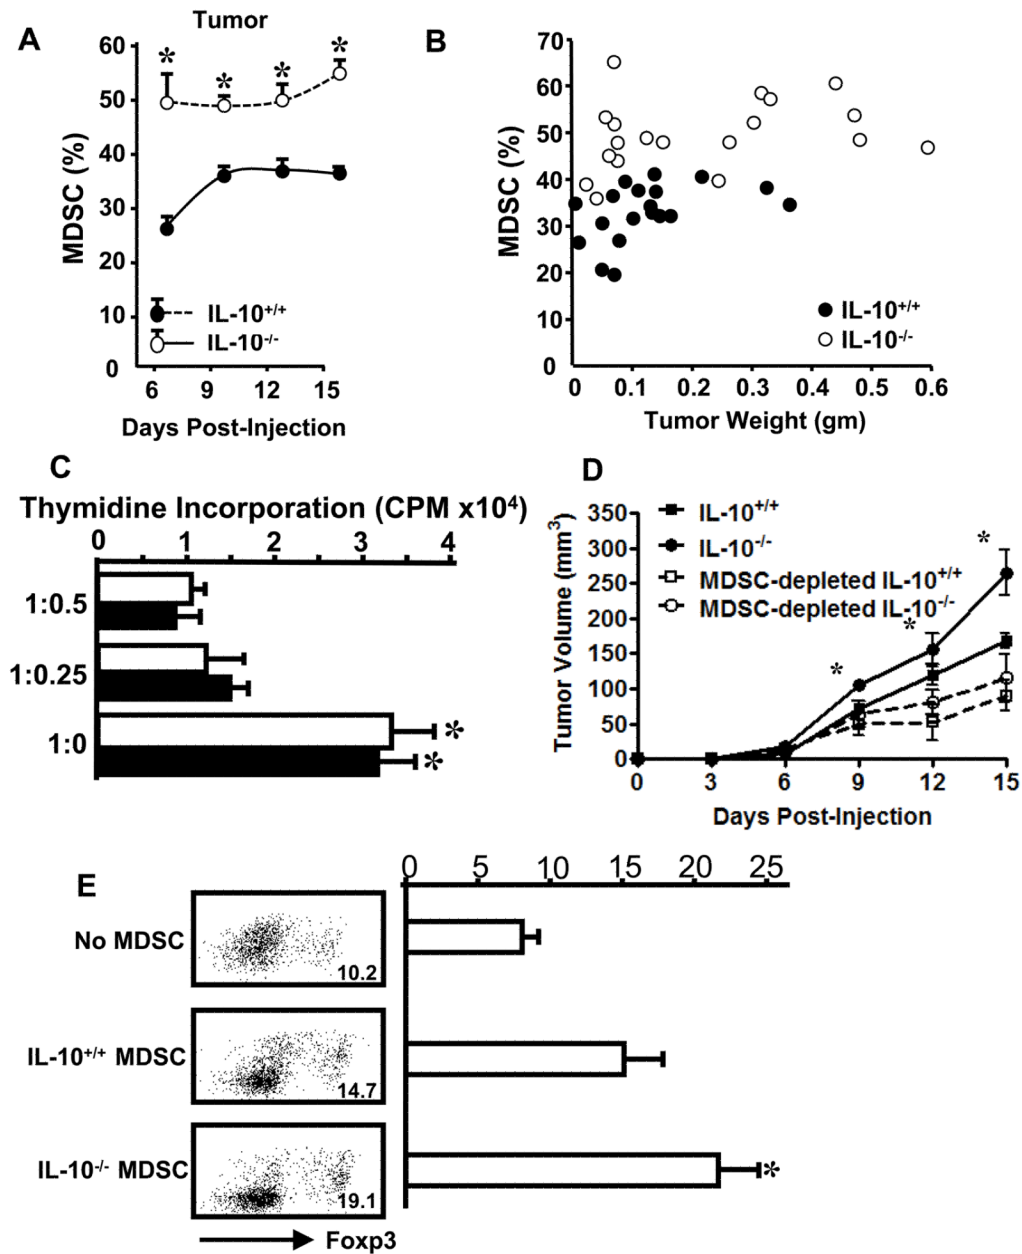 A
Tumor
MDSC (%)
60
50
40
30
20
10
0
* * * *
IL-10+/+
IL-10-/-
6 9 12 15
Days Post-Injection
B
MDSC (%)
70
60
50
40
30
20
10
0
IL-10+/+
IL-10-/-
0 0.1 0.2 0.3 0.4 0.5 0.6
Tumor Weight (gm)
C
Thymidine Incorporation (CPM x10⁴)
0 1 2 3 4
1:0.5
1:0.25
1:0
*
*
D
Tumor Volume (mm³)
350
300
250
200
150
100
50
0
IL-10+/+
IL-10-/-
MDSC-depleted IL-10+/+
MDSC-depleted IL-10-/-
* * *
0 3 6 9 12 15
Days Post-Injection
E
0 5 10 15 20 25
No MDSC
10.2
IL-10+/+ MDSC
14.7
IL-10-/- MDSC
19.1
*
Foxp3